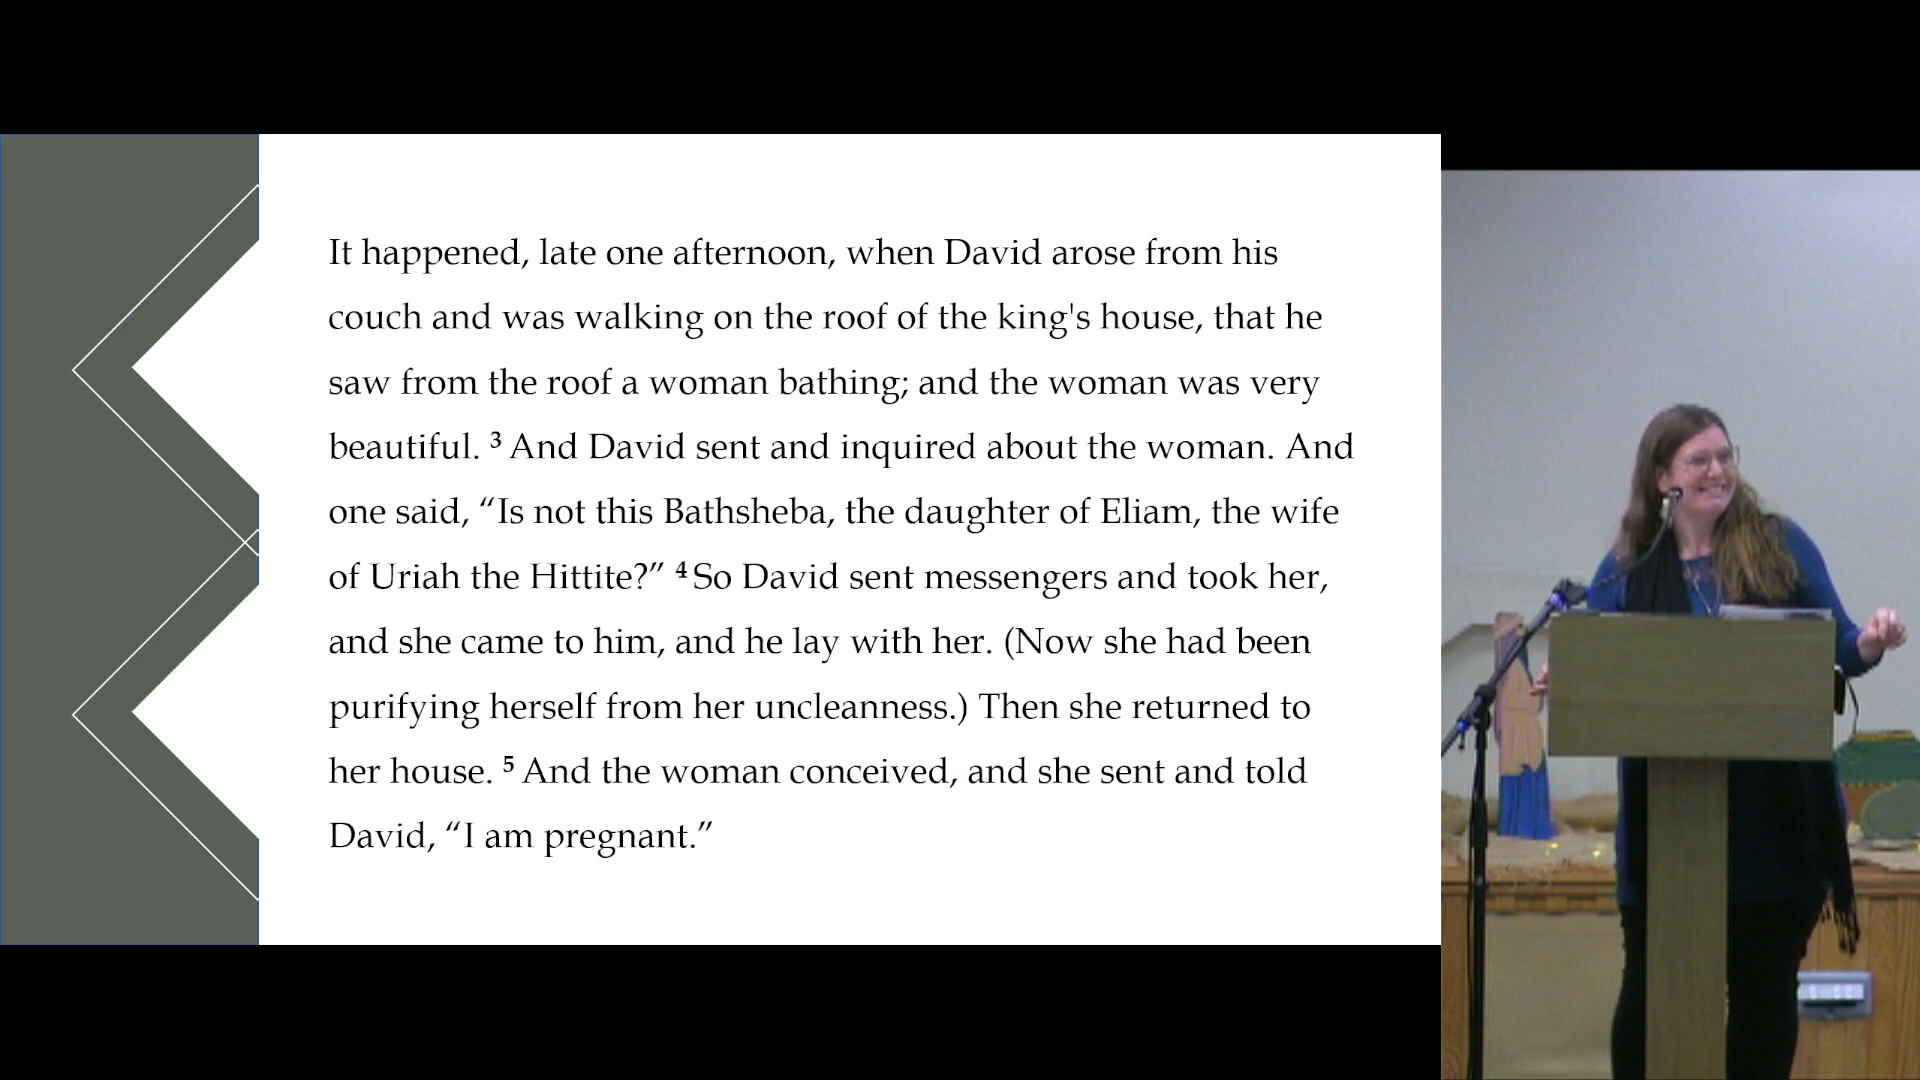 It happened, late one afternoon, when David arose from his
couch and was walking on the roof of the king's house, that he
saw from the roof a woman bathing; and the woman was very
beautiful. ³ And David sent and inquired about the woman. And
one said, “Is not this Bathsheba, the daughter of Eliam, the wife
of Uriah the Hittite?” ⁴ So David sent messengers and took her,
and she came to him, and he lay with her. (Now she had been
purifying herself from her uncleanness.) Then she returned to
her house. ⁵ And the woman conceived, and she sent and told
David, “I am pregnant.”